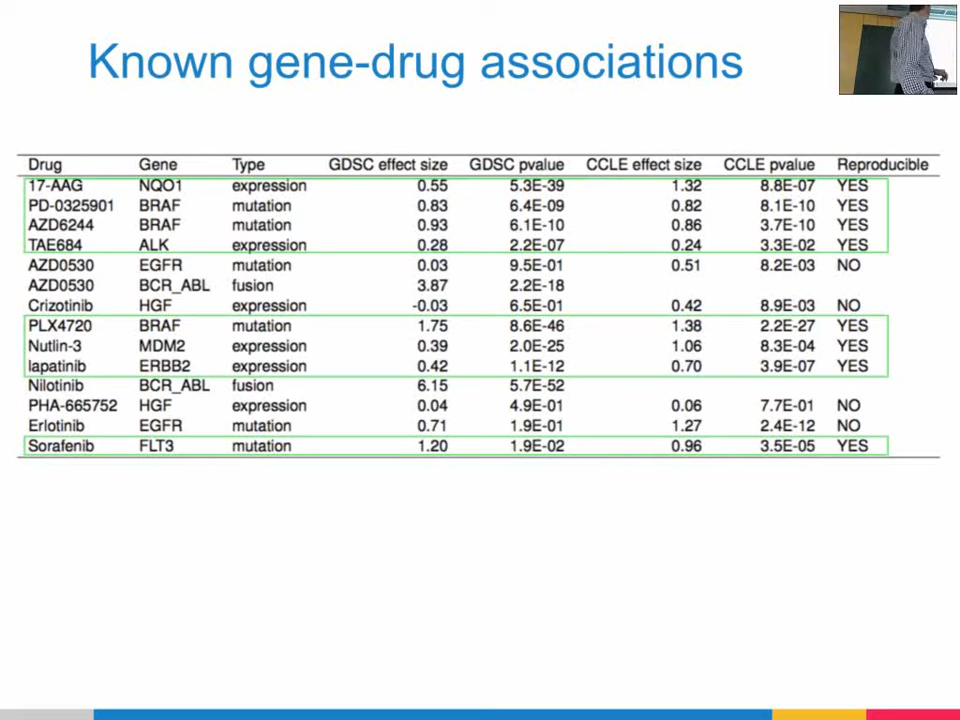 Known gene-drug associations
Drug Gene Type GDSC effect size GDSC pvalue CCLE effect size CCLE pvalue Reproducible
17-AAG NQO1 expression 0.55 5.3E-39 1.32 8.8E-07 YES
PD-0325901 BRAF mutation 0.83 6.4E-09 0.82 8.1E-10 YES
AZD6244 BRAF mutation 0.93 6.1E-10 0.86 3.7E-10 YES
TAE684 ALK expression 0.28 2.2E-07 0.24 3.3E-02 YES
AZD0530 EGFR mutation 0.03 9.5E-01 0.51 8.2E-03 NO
AZD0530 BCR_ABL fusion 3.87 2.2E-18
Crizotinib HGF expression -0.03 6.5E-01 0.42 8.9E-03 NO
PLX4720 BRAF mutation 1.75 8.6E-46 1.38 2.2E-27 YES
Nutlin-3 MDM2 expression 0.39 2.0E-25 1.06 8.3E-04 YES
lapatinib ERBB2 expression 0.42 1.1E-12 0.70 3.9E-07 YES
Nilotinib BCR_ABL fusion 6.15 5.7E-52
PHA-665752 HGF expression 0.04 4.9E-01 0.06 7.7E-01 NO
Erlotinib EGFR mutation 0.71 1.9E-01 1.27 2.4E-12 NO
Sorafenib FLT3 mutation 1.20 1.9E-02 0.96 3.5E-05 YES